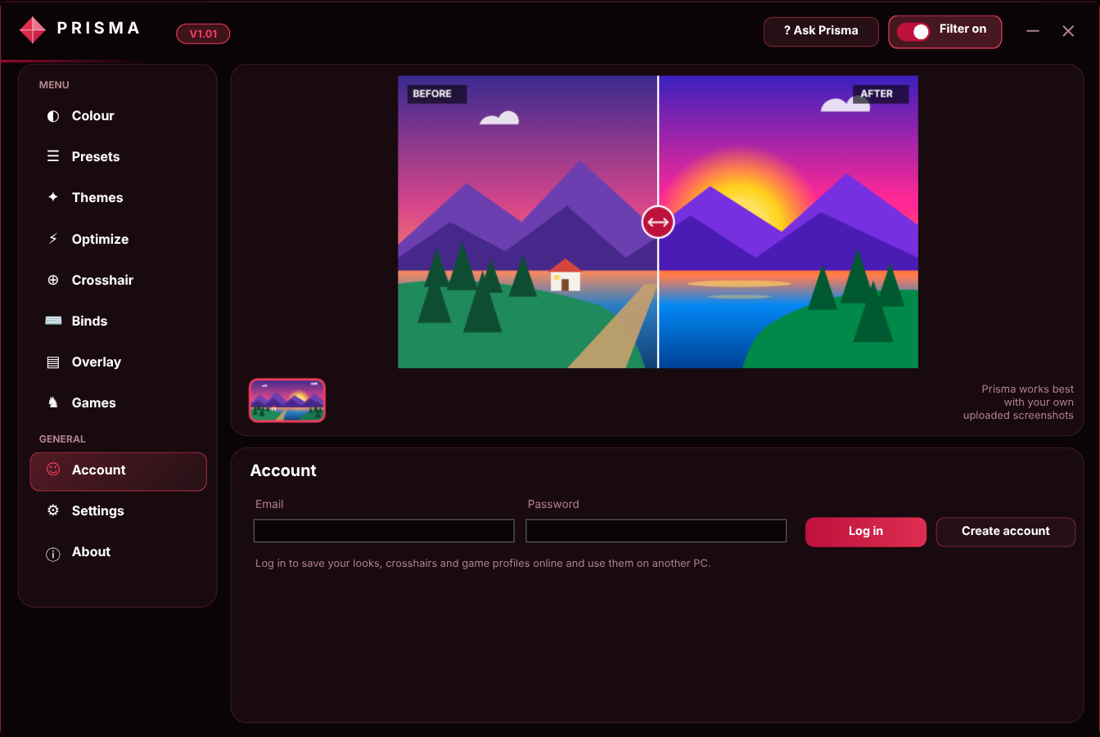 PRISMA
V1.01
? Ask Prisma
Filter on
MENU
Colour
Presets
Themes
Optimize
Crosshair
Binds
Overlay
Games
GENERAL
Account
Settings
About
BEFORE
AFTER
Prisma works best
with your own
uploaded screenshots
Account
Email
Password
Log in
Create account
Log in to save your looks, crosshairs and game profiles online and use them on another PC.